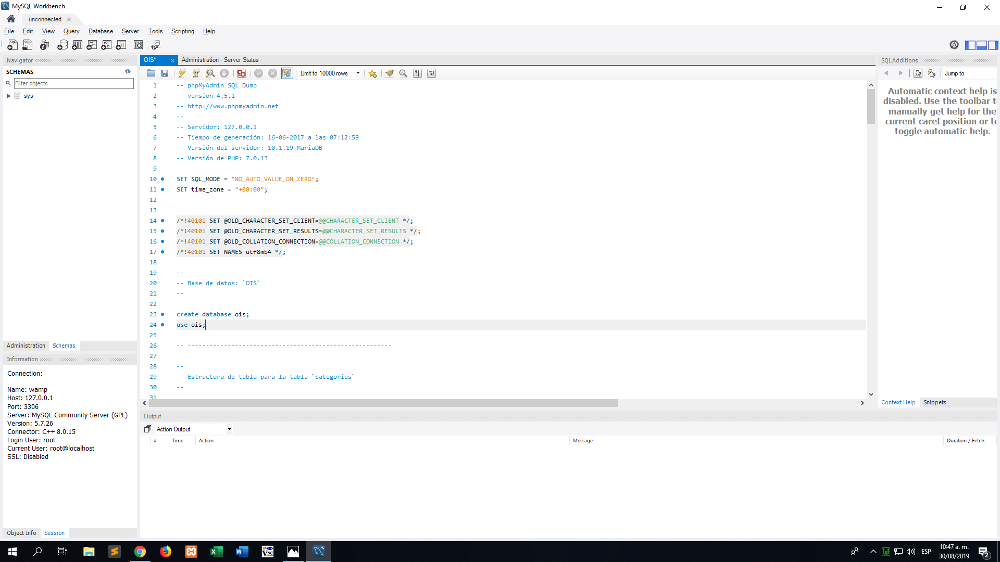 MySQL Workbench
unconnected
File Edit View Query Database Server Tools Scripting Help
Navigator
SCHEMAS
Filter objects
sys
Administration Schemas
Information
Connection:
Name: wamp
Host: 127.0.0.1
Port: 3306
Server: MySQL Community Server (GPL)
Version: 5.7.26
Connector: C++ 8.0.15
Login User: root
Current User: root@localhost
SSL: Disabled
Object Info Session
OIS* Administration - Server Status
Limit to 10000 rows
1 -- phpMyAdmin SQL Dump
2 -- version 4.5.1
3 -- http://www.phpmyadmin.net
4 --
5 -- Servidor: 127.0.0.1
6 -- Tiempo de generación: 16-06-2017 a las 07:12:59
7 -- Versión del servidor: 10.1.19-MariaDB
8 -- Versión de PHP: 7.0.13
9
10 SET SQL_MODE = "NO_AUTO_VALUE_ON_ZERO";
11 SET time_zone = "+00:00";
12
13
14 /*!40101 SET @OLD_CHARACTER_SET_CLIENT=@@CHARACTER_SET_CLIENT */;
15 /*!40101 SET @OLD_CHARACTER_SET_RESULTS=@@CHARACTER_SET_RESULTS */;
16 /*!40101 SET @OLD_COLLATION_CONNECTION=@@COLLATION_CONNECTION */;
17 /*!40101 SET NAMES utf8mb4 */;
18
19 --
20 -- Base de datos: `OIS`
21 --
22
23 create database ois;
24 use ois;
25
26 -- --------------------------------------------------------
27
28 --
29 -- Estructura de tabla para la tabla `categories`
30 --
31
Output
Action Output
# Time Action Message Duration / Fetch
SQLAdditions
Jump to
Automatic context help is
disabled. Use the toolbar t
manually get help for the
current caret position or to
toggle automatic help.
Context Help Snippets
VNC
ESP
10:47 a. m.
30/08/2019
2